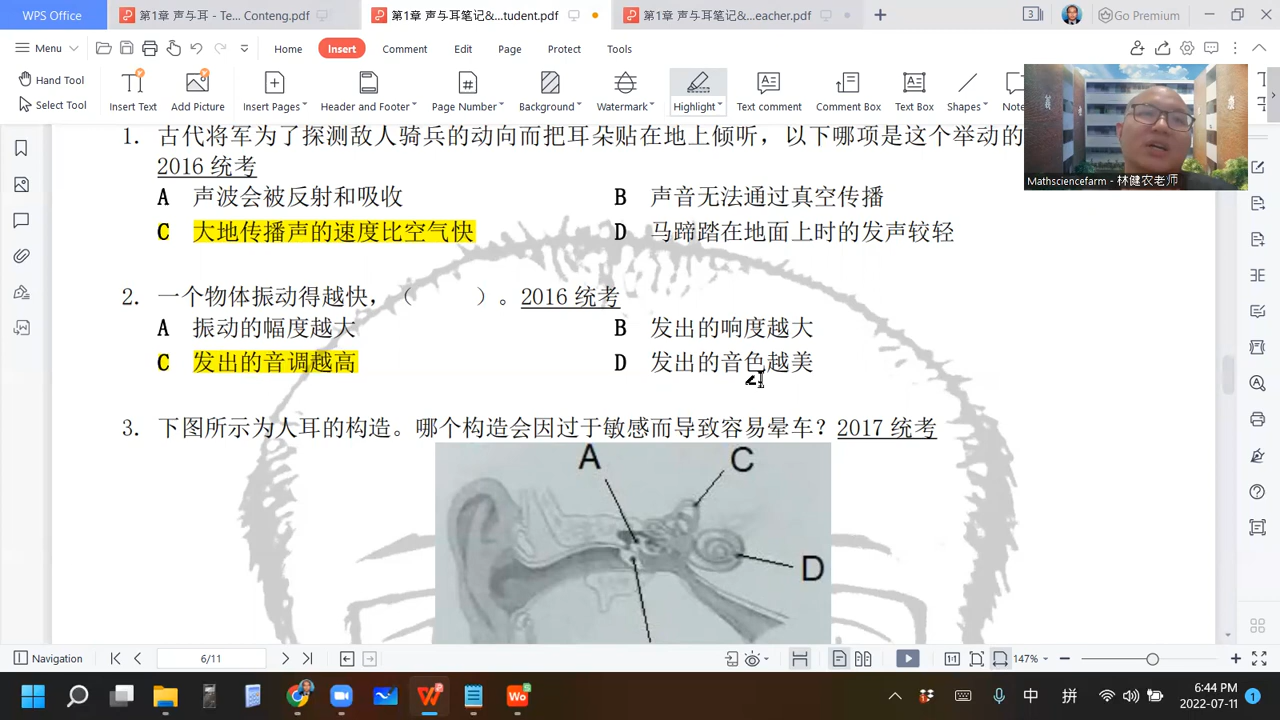 WPS Office
第1章 声与耳 - Te... Conteng.pdf
第1章 声与耳笔记&...tudent.pdf
第1章 声与耳笔记&...eacher.pdf
3
Go Premium
Menu
Home
Insert
Comment
Edit
Page
Protect
Tools
Hand Tool
Select Tool
Insert Text
Add Picture
Insert Pages
Header and Footer
Page Number
Background
Watermark
Highlight
Text comment
Comment Box
Text Box
Shapes
Note
Mathsciencefarm - 林健农老师
1. 古代将军为了探测敌人骑兵的动向而把耳朵贴在地上倾听，以下哪项是这个举动的
2016 统考
A 声波会被反射和吸收 B 声音无法通过真空传播
C 大地传播声的速度比空气快 D 马蹄踏在地面上时的发声较轻
2. 一个物体振动得越快，（ ）。2016 统考
A 振动的幅度越大 B 发出的响度越大
C 发出的音调越高 D 发出的音色越美
3. 下图所示为人耳的构造。哪个构造会因过于敏感而导致容易晕车？2017 统考
A
C
D
Navigation
6/11
147%
中
拼
6:44 PM
2022-07-11
1